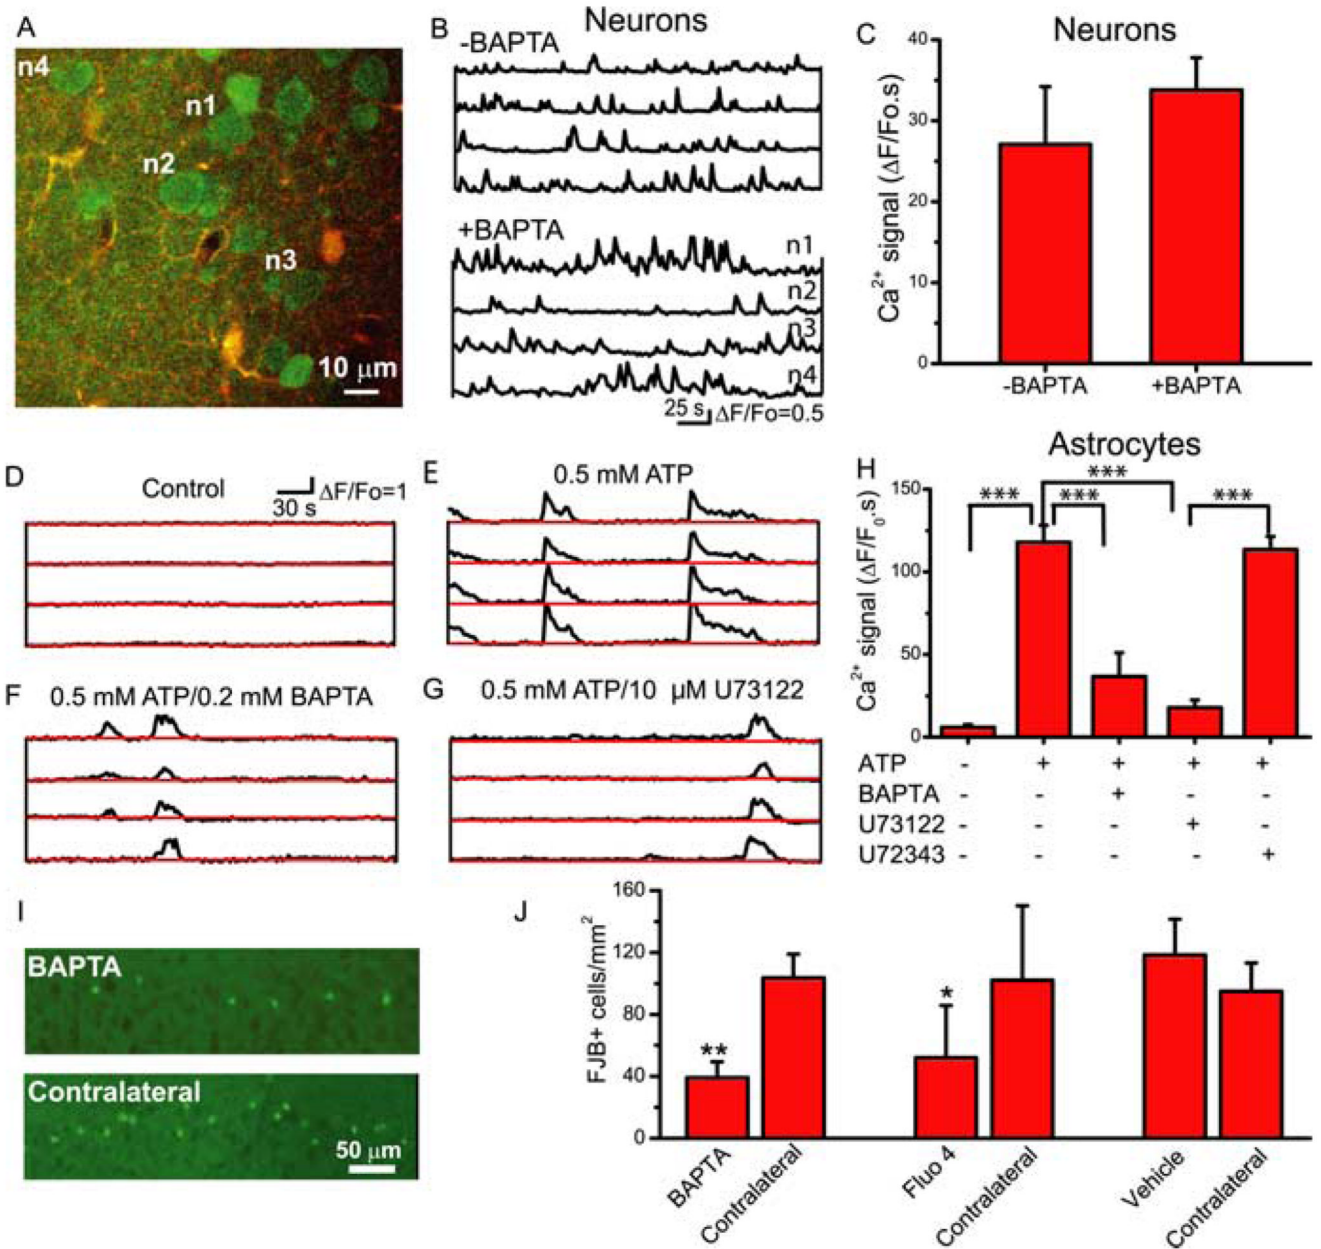 A
n4
n1
n2
n3
10 μm
B
Neurons
-BAPTA
+BAPTA
n1
n2
n3
n4
25 s
ΔF/Fo=0.5
C
Neurons
Ca²⁺ signal (ΔF/Fo.s)
40
30
20
10
0
-BAPTA
+BAPTA
D
Control
ΔF/Fo=1
30 s
E
0.5 mM ATP
F
0.5 mM ATP/0.2 mM BAPTA
G
0.5 mM ATP/10 μM U73122
Astrocytes
H
Ca²⁺ signal (ΔF/F₀.s)
150
100
50
0
*** *** *** ***
ATP - + + + +
BAPTA - - + - -
U73122 - - - + -
U72343 - - - - +
I
BAPTA
Contralateral
50 μm
J
FJB+ cells/mm²
160
120
80
40
0
**
*
BAPTA
Contralateral
Fluo 4
Contralateral
Vehicle
Contralateral